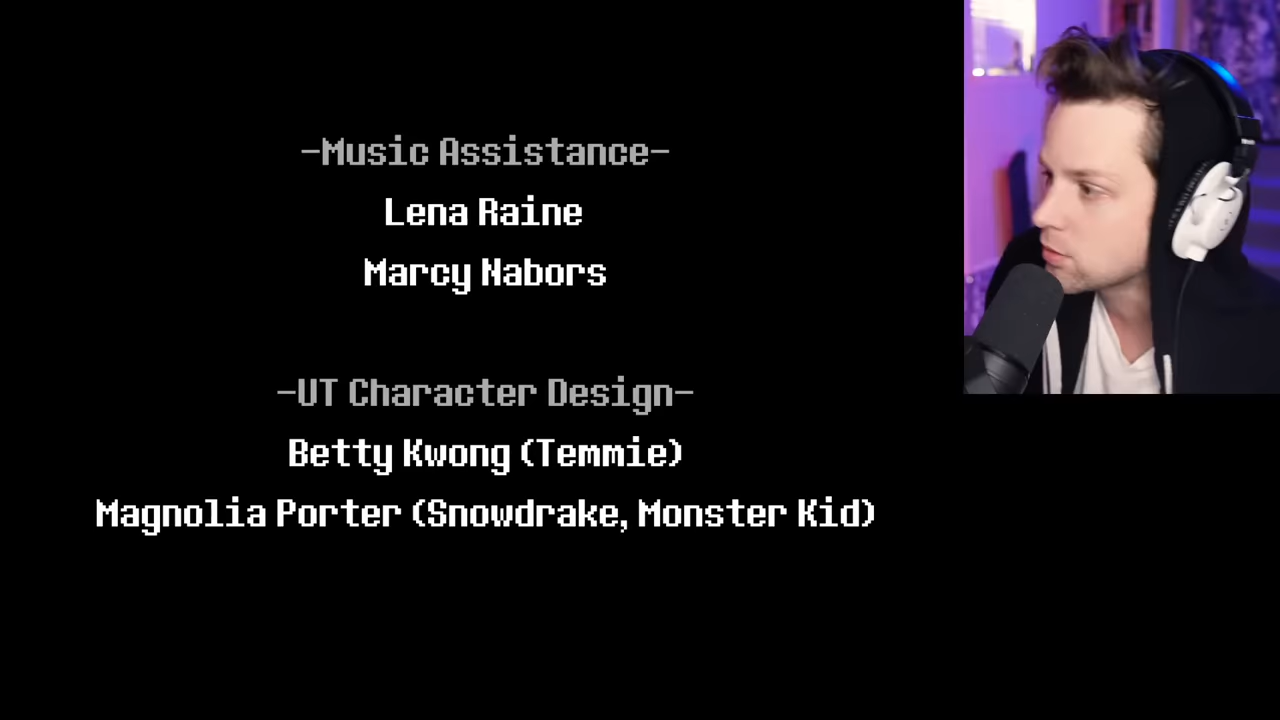 -Music Assistance-
Lena Raine
Marcy Nabors
-UT Character Design-
Betty Kwong (Temmie)
Magnolia Porter (Snowdrake, Monster Kid)